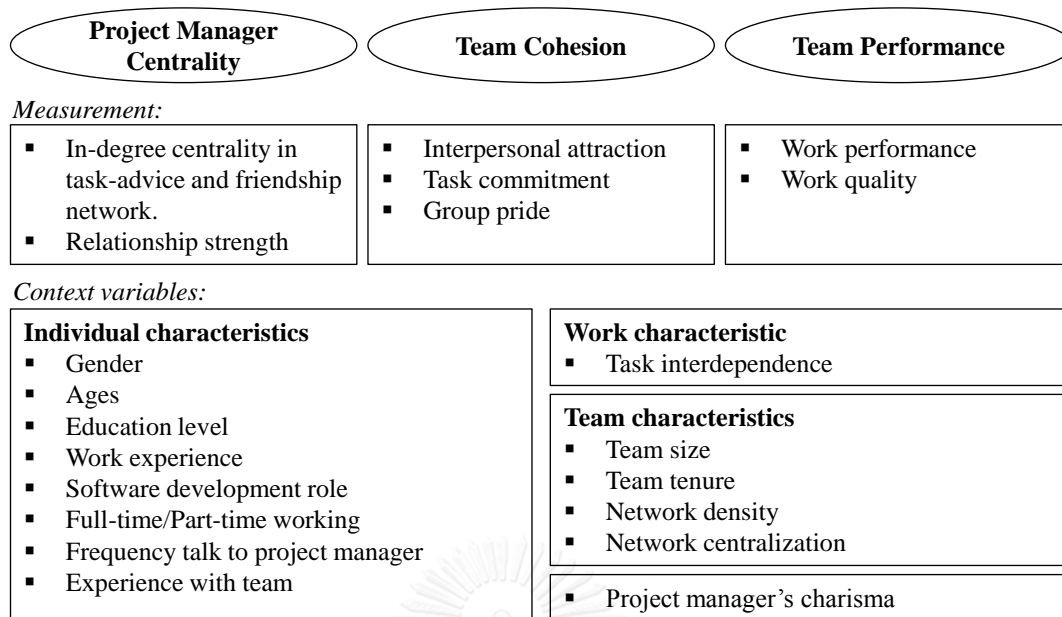 Project Manager
Centrality
Team Cohesion
Team Performance
Measurement:
▪ In-degree centrality in
task-advice and friendship
network.
▪ Relationship strength
▪ Interpersonal attraction
▪ Task commitment
▪ Group pride
▪ Work performance
▪ Work quality
Context variables:
Individual characteristics
▪ Gender
▪ Ages
▪ Education level
▪ Work experience
▪ Software development role
▪ Full-time/Part-time working
▪ Frequency talk to project manager
▪ Experience with team
Work characteristic
▪ Task interdependence
Team characteristics
▪ Team size
▪ Team tenure
▪ Network density
▪ Network centralization
▪ Project manager’s charisma